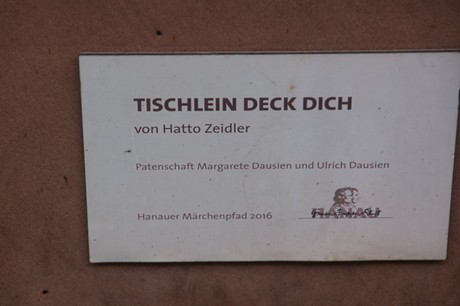 TISCHLEIN DECK DICH
von Hatto Zeidler
Patenschaft Margarete Dausien und Ulrich Dausien
Hanauer Märchenpfad 2016